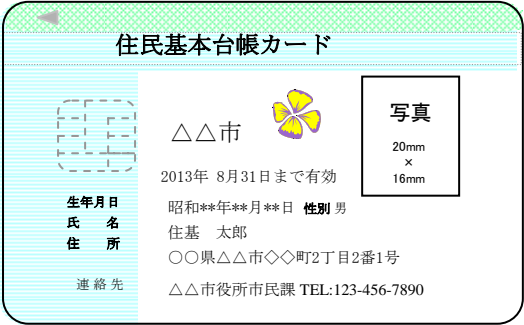 住民基本台帳カード
△△市
写真
20mm
×
16mm
2013年 8月31日まで有効
生年月日 昭和**年**月**日 性別 男
氏 名 住基 太郎
住 所 〇〇県△△市◇◇町2丁目2番1号
連絡先 △△市役所市民課 TEL:123-456-7890